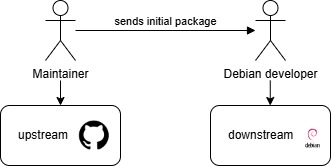 sends initial package
Maintainer
Debian developer
upstream
downstream
debian